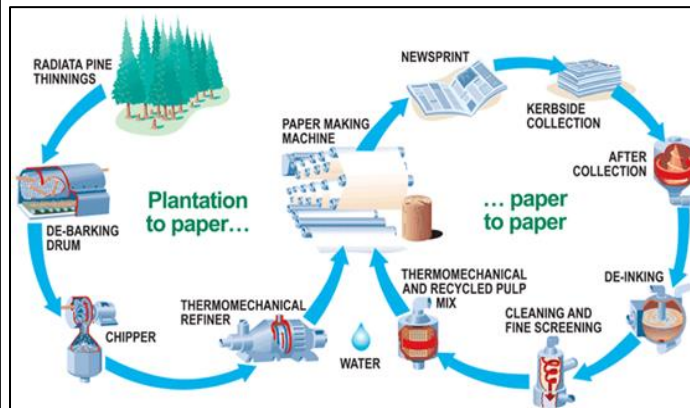 RADIATA PINE
THINNINGS
DE-BARKING
DRUM
CHIPPER
Plantation
to paper...
THERMOMECHANICAL
REFINER
PAPER MAKING
MACHINE
WATER
NEWSPRINT
KERBSIDE
COLLECTION
AFTER
COLLECTION
... paper
to paper
DE-INKING
CLEANING AND
FINE SCREENING
THERMOMECHANICAL
AND RECYCLED PULP
MIX